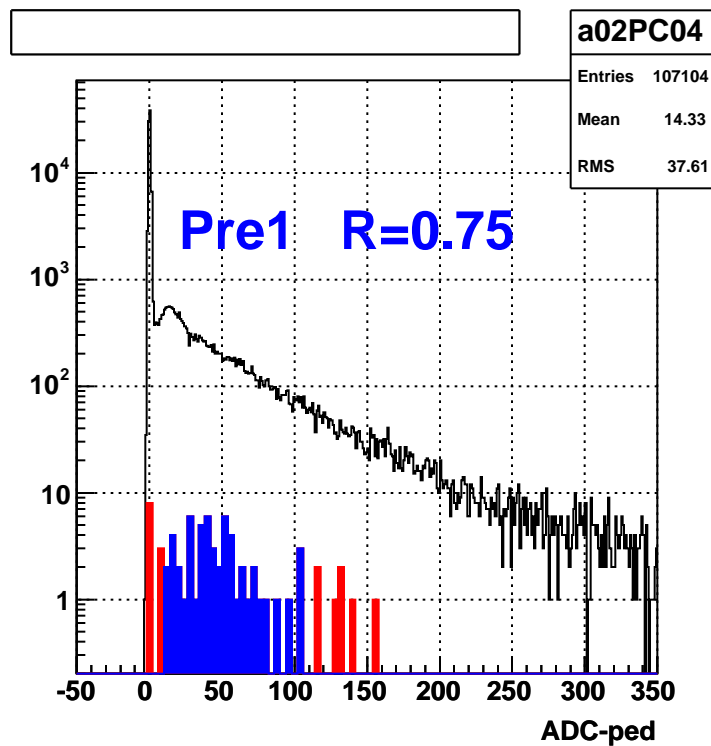 a02PC04
Entries 107104
Mean 14.33
RMS 37.61
Pre1 R=0.75
10^4
10^3
10^2
10
1
-50 0 50 100 150 200 250 300 350
ADC-ped